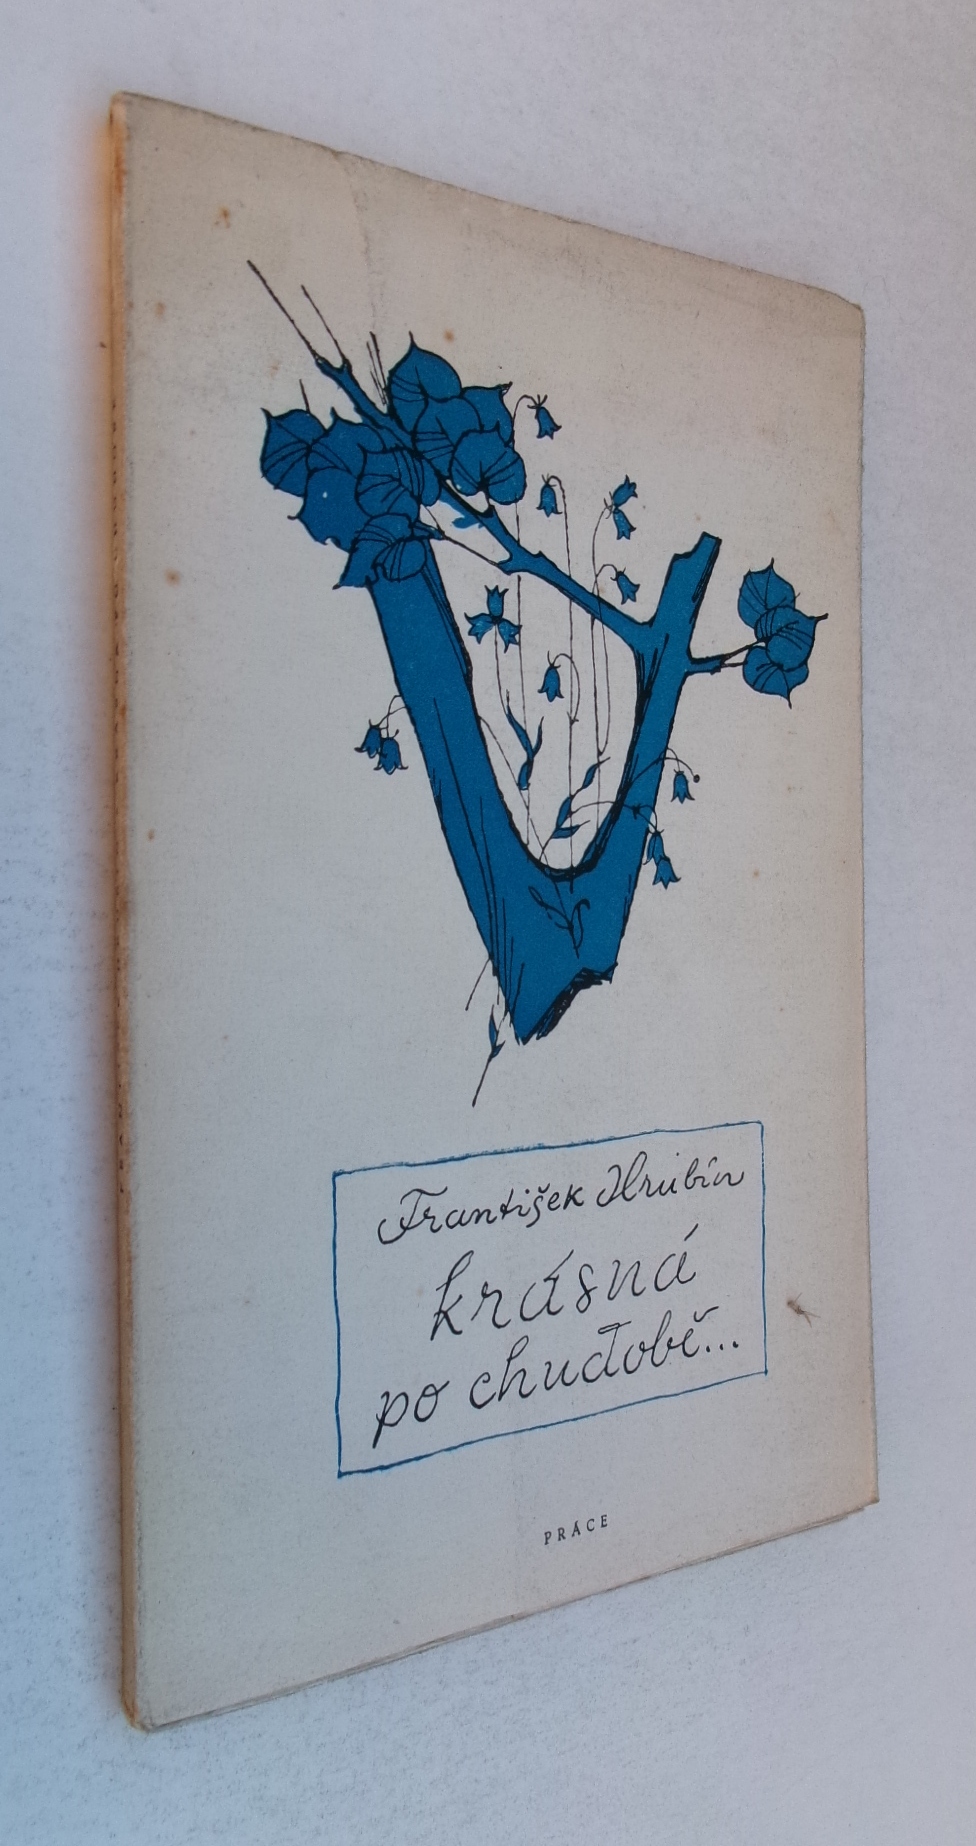 František Hrubín
krásná
po chudobě...
PRÁCE